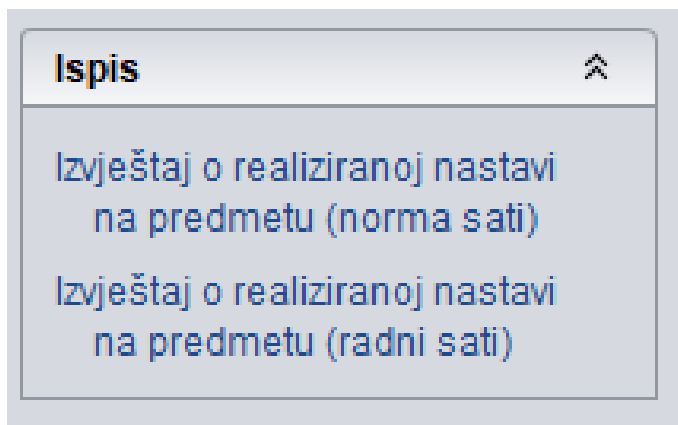 Ispis
Izvještaj o realiziranoj nastavi
na predmetu (norma sati)
Izvještaj o realiziranoj nastavi
na predmetu (radni sati)